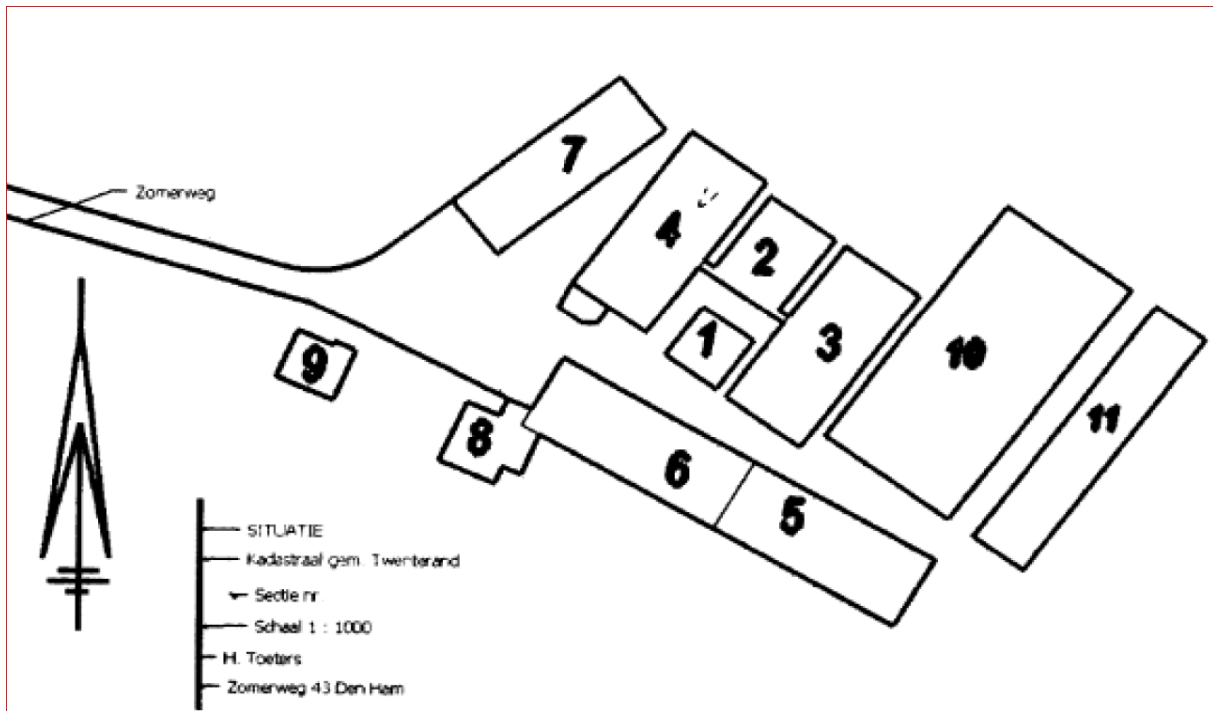 7
Zomerweg
4
2
1
3
10
9
11
8
6
5
SITUATIE
Kadastraal gem. Twenterand
Sectie nr.
Schaal 1 : 1000
H. Toeters
Zomerweg 43 Den Ham